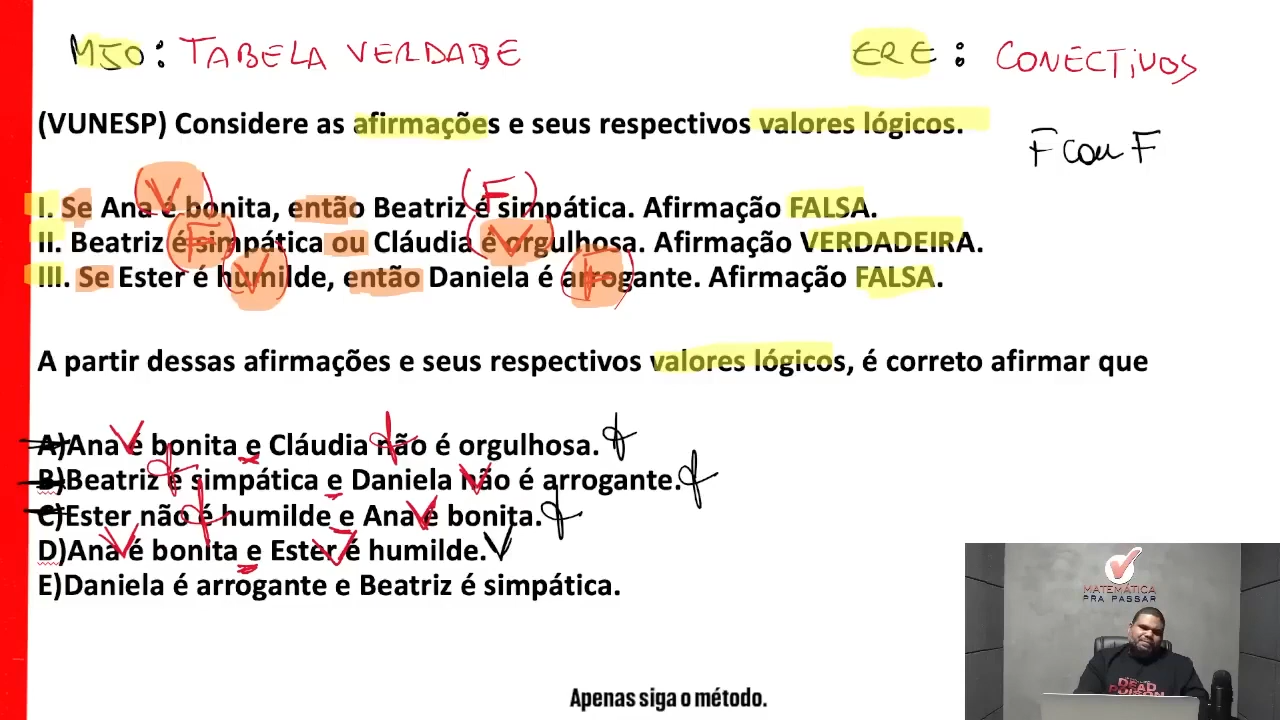 M50: TABELA VERDADE
ERE: CONECTIVOS
(VUNESP) Considere as afirmações e seus respectivos valores lógicos.
F com F
V
(F)
I. Se Ana é bonita, então Beatriz é simpática. Afirmação FALSA.
(F)
(V)
II. Beatriz é simpática ou Cláudia é orgulhosa. Afirmação VERDADEIRA.
(V)
(F)
III. Se Ester é humilde, então Daniela é arrogante. Afirmação FALSA.
A partir dessas afirmações e seus respectivos valores lógicos, é correto afirmar que
V
F
A)Ana é bonita e Cláudia não é orgulhosa. F
F
V
B)Beatriz é simpática e Daniela não é arrogante. F
F
V
C)Ester não é humilde e Ana é bonita. F
V
V
D)Ana é bonita e Ester é humilde. V
E)Daniela é arrogante e Beatriz é simpática.
MATEMÁTICA
PRA PASSAR
DEAD
POISON
Apenas siga o método.